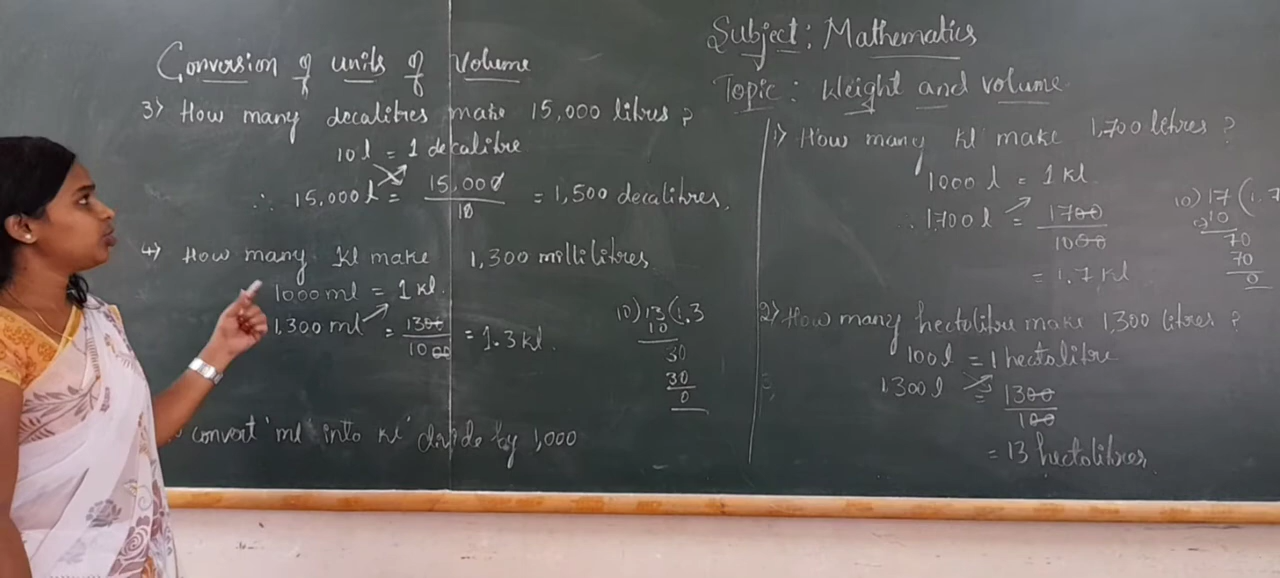 Subject: Mathematics
Topic: Weight and volume
Conversion of units of volume
3) How many decalitres make 15,000 litres?
10 l = 1 decalitre
∴ 15,000 l = 15,000 / 10 = 1,500 decalitres.
4) How many Kl make 1,300 millilitres
1000 ml = 1 Kl.
1,300 ml = 1300 / 1000 = 1.3 Kl.
10) 13 (1.3
10
30
30
0
convert 'ml' into 'Kl' divide by 1,000
1) How many Kl make 1,700 litres?
1000 l = 1 Kl.
∴ 1,700 l = 1700 / 1000
= 1.7 Kl
10) 17 (1.7
10
70
70
0
2) How many hectolitre make 1,300 litres?
100 l = 1 hectolitre
1,300 l = 1300 / 100
= 13 hectolitres.